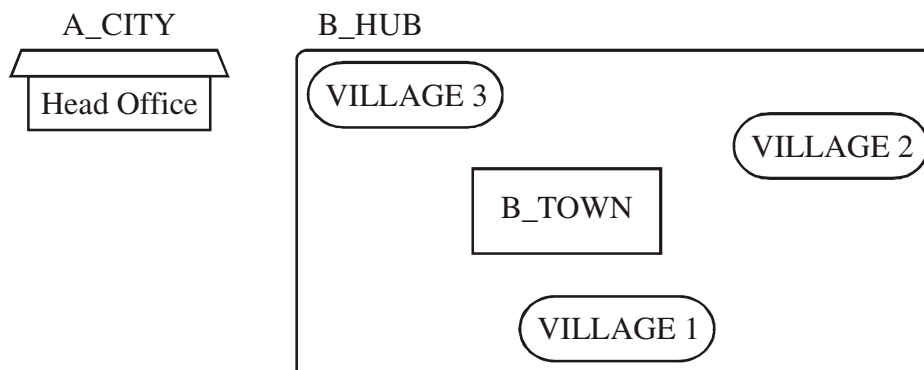 A_CITY
B_HUB
Head Office
VILLAGE 3
VILLAGE 2
B_TOWN
VILLAGE 1